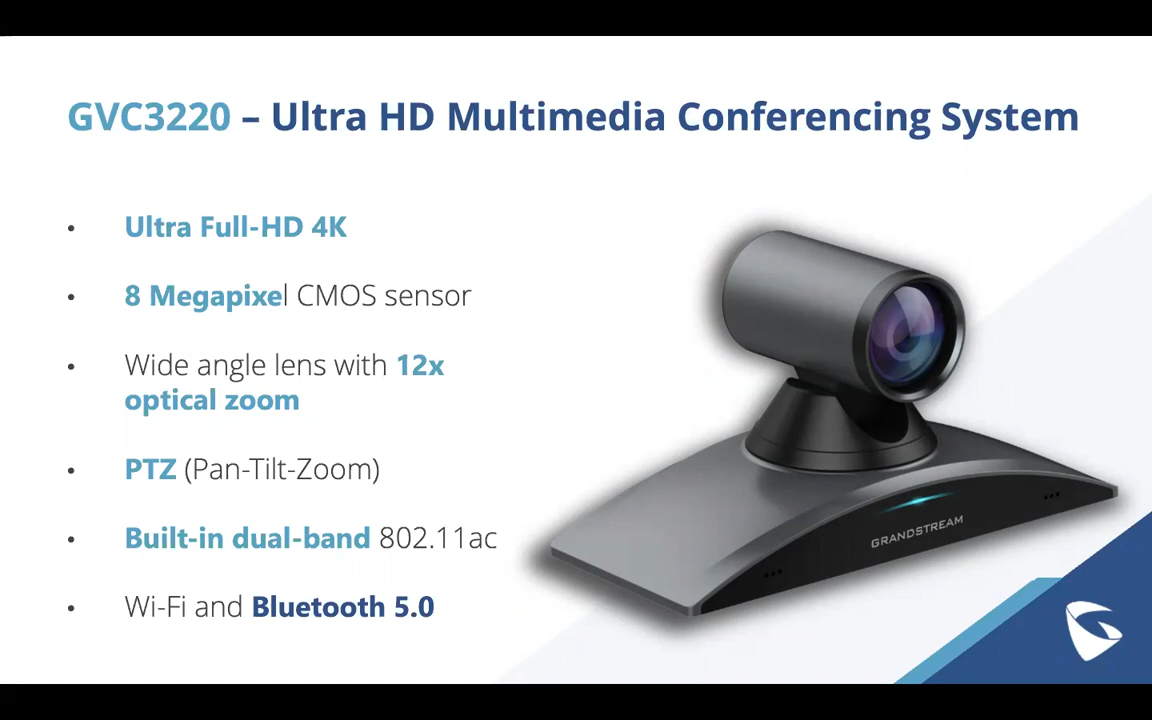 GVC3220 – Ultra HD Multimedia Conferencing System
• Ultra Full-HD 4K
• 8 Megapixel CMOS sensor
• Wide angle lens with 12x
optical zoom
• PTZ (Pan-Tilt-Zoom)
• Built-in dual-band 802.11ac
• Wi-Fi and Bluetooth 5.0
GRANDSTREAM